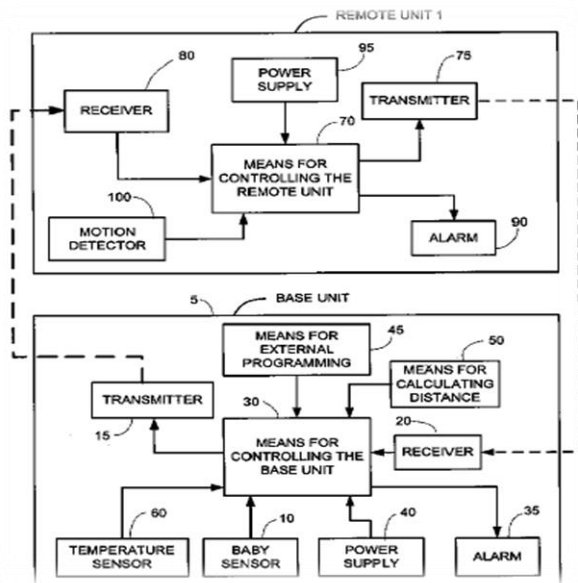 REMOTE UNIT 1
80
95
75
RECEIVER
POWER
SUPPLY
TRANSMITTER
70
MEANS FOR
CONTROLLING THE
REMOTE UNIT
100
MOTION
DETECTOR
ALARM
90
5
BASE UNIT
MEANS FOR
EXTERNAL
PROGRAMMING
45
50
MEANS FOR
CALCULATING
DISTANCE
TRANSMITTER
15
30
MEANS FOR
CONTROLLING THE
BASE UNIT
20
RECEIVER
60
10
40
35
TEMPERATURE
SENSOR
BABY
SENSOR
POWER
SUPPLY
ALARM